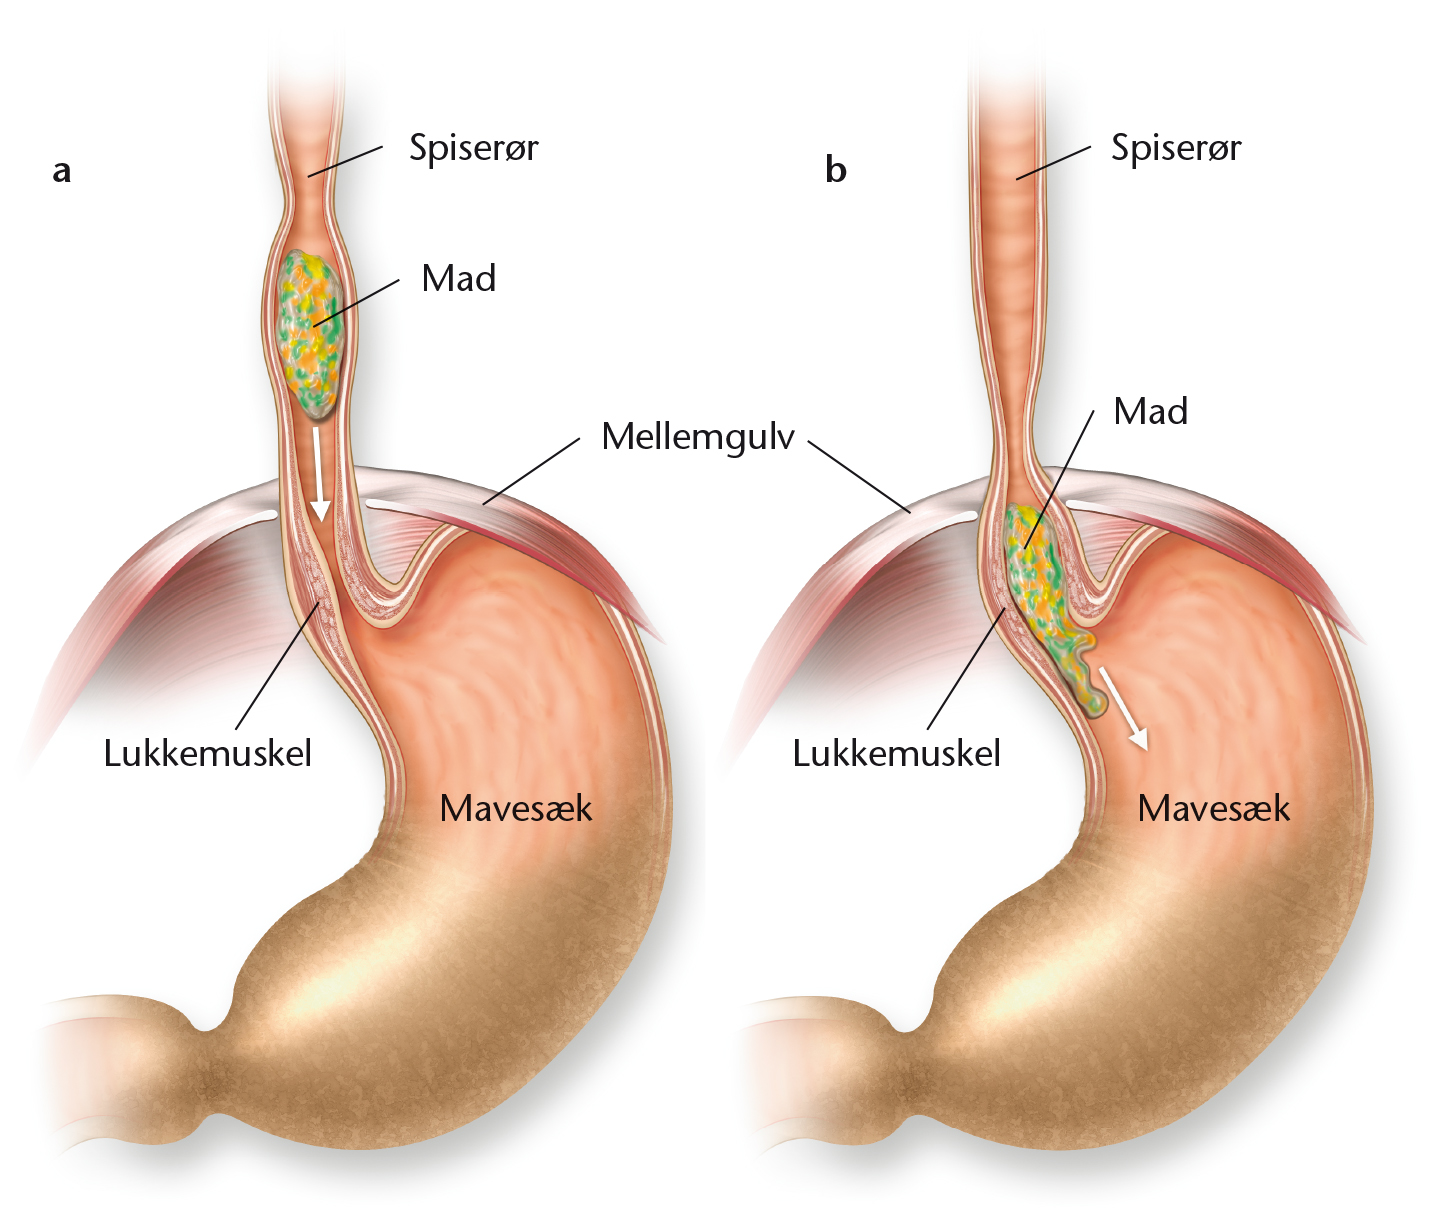 a
Spiserør
Mad
Mellemgulv
Lukkemuskel
Mavesæk
b
Spiserør
Mad
Lukkemuskel
Mavesæk